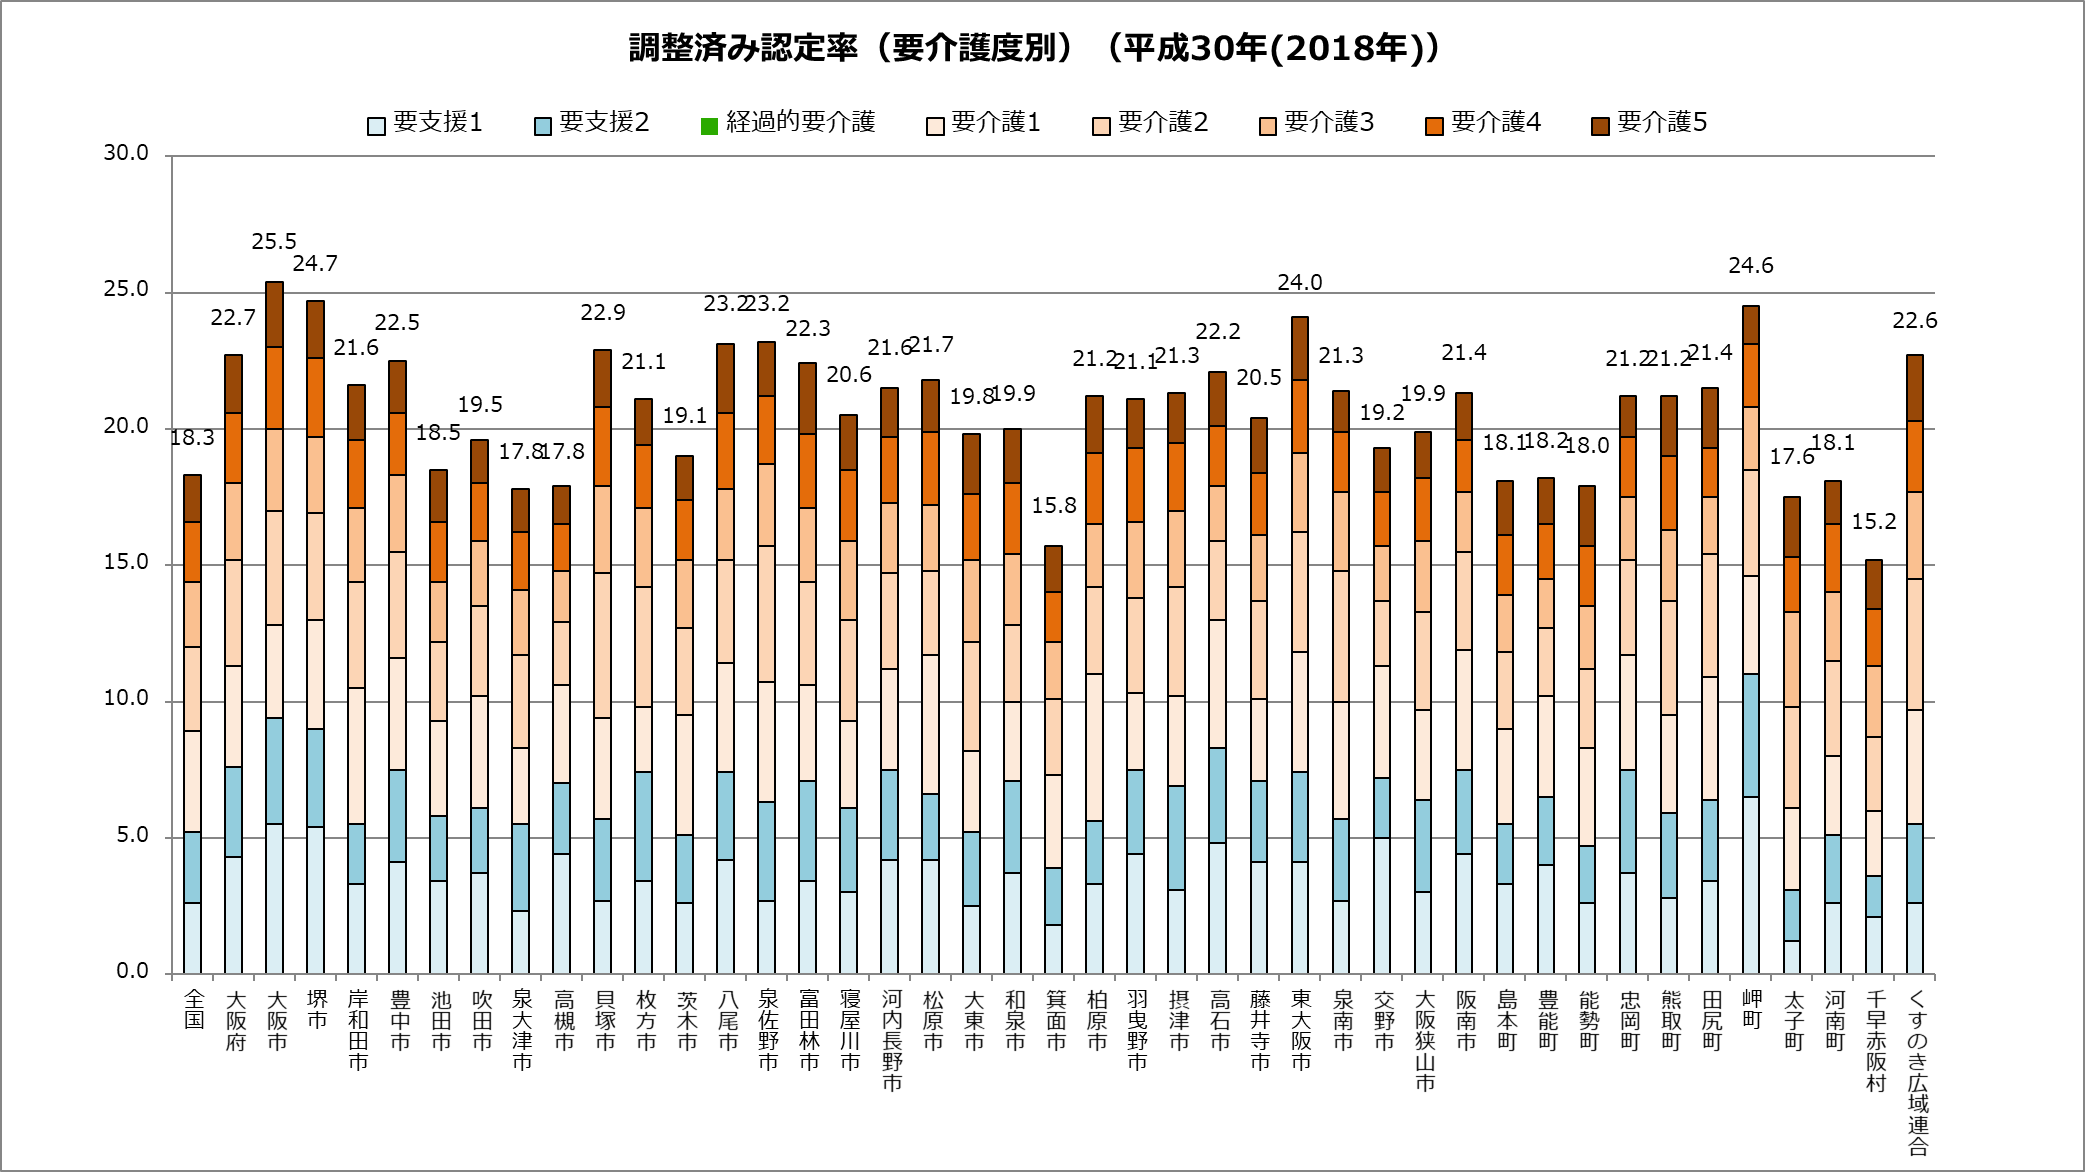 調整済み認定率（要介護度別）（平成30年(2018年)）
要支援1 要支援2 経過的要介護 要介護1 要介護2 要介護3 要介護4 要介護5
30.0
25.0
20.0
15.0
10.0
5.0
0.0
18.3 22.7 25.5 24.7 21.6 22.5 18.5 19.5 17.8 17.8 22.9 21.1 19.1 23.2 23.2 22.3 20.6 21.6 21.7 19.8 19.9 15.8 21.2 21.1 21.3 22.2 20.5 24.0 21.3 19.2 19.9 21.4 18.1 18.2 18.0 21.2 21.2 21.4 24.6 17.6 18.1 15.2 22.6
全国
大阪府
大阪市
堺市
岸和田市
豊中市
池田市
吹田市
泉大津市
高槻市
貝塚市
枚方市
茨木市
八尾市
泉佐野市
富田林市
寝屋川市
河内長野市
松原市
大東市
和泉市
箕面市
柏原市
羽曳野市
摂津市
高石市
藤井寺市
東大阪市
泉南市
交野市
大阪狭山市
阪南市
島本町
豊能町
能勢町
忠岡町
熊取町
田尻町
岬町
太子町
河南町
千早赤阪村
くすのき広域連合